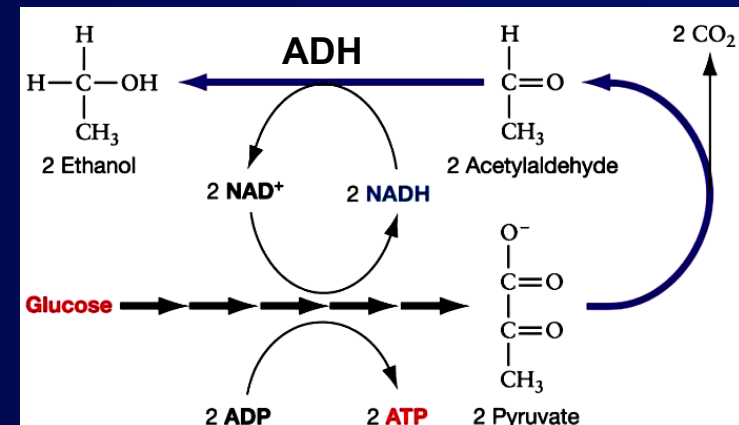 H
ADH
H
2 CO₂
H–C–OH
C=O
CH₃
CH₃
2 Ethanol
2 Acetylaldehyde
2 NAD⁺
2 NADH
O⁻
C=O
Glucose
C=O
CH₃
2 ADP
2 ATP
2 Pyruvate